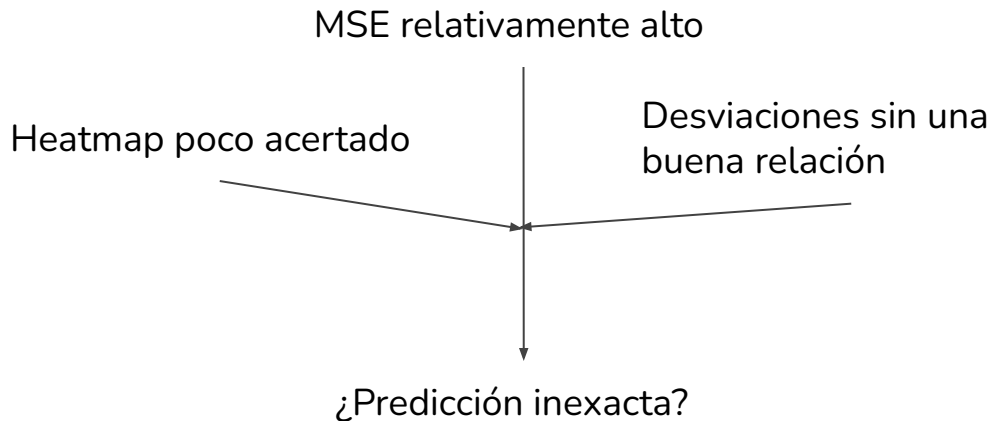 MSE relativamente alto
Heatmap poco acertado
Desviaciones sin una
buena relación
¿Predicción inexacta?